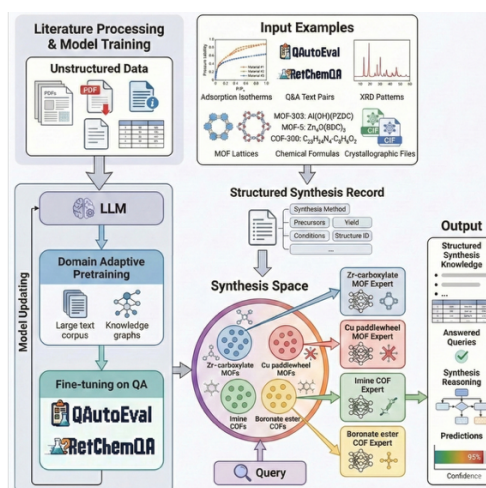 Literature Processing
& Model Training
Unstructured Data
PDFs
PDF
LLM
Domain Adaptive
Pretraining
Large text
corpus
Knowledge
graphs
Fine-tuning on QA
QAutoEval
RetChemQA
Model Updating
Input Examples
P/P₀
Adsorption Isotherms
QAutoEval
RetChemQA
Q&A Text Pairs
XRD Patterns
MOF Lattices
MOF-303: Al(OH)(PZDC)
MOF-5: Zn₄O(BDC)₃
Chemical Formulas
CIF
CIF
Crystallographic Files
Structured Synthesis Record
Synthesis Method
Precursors
Yield
Conditions
Structure ID
...
Synthesis Space
Zr-carboxylate
MOFs
Cu paddlewheel
MOFs
Imine
COFs
Boronate
ester COFs
Query
Zr-carboxylate
MOF Expert
Cu paddlewheel
MOF Expert
Imine COF
Expert
Boronate ester
COF Expert
Output
Structured
Synthesis
Knowledge
...
Answered
Queries
Synthesis
Reasoning
Predictions
95%
Confidence